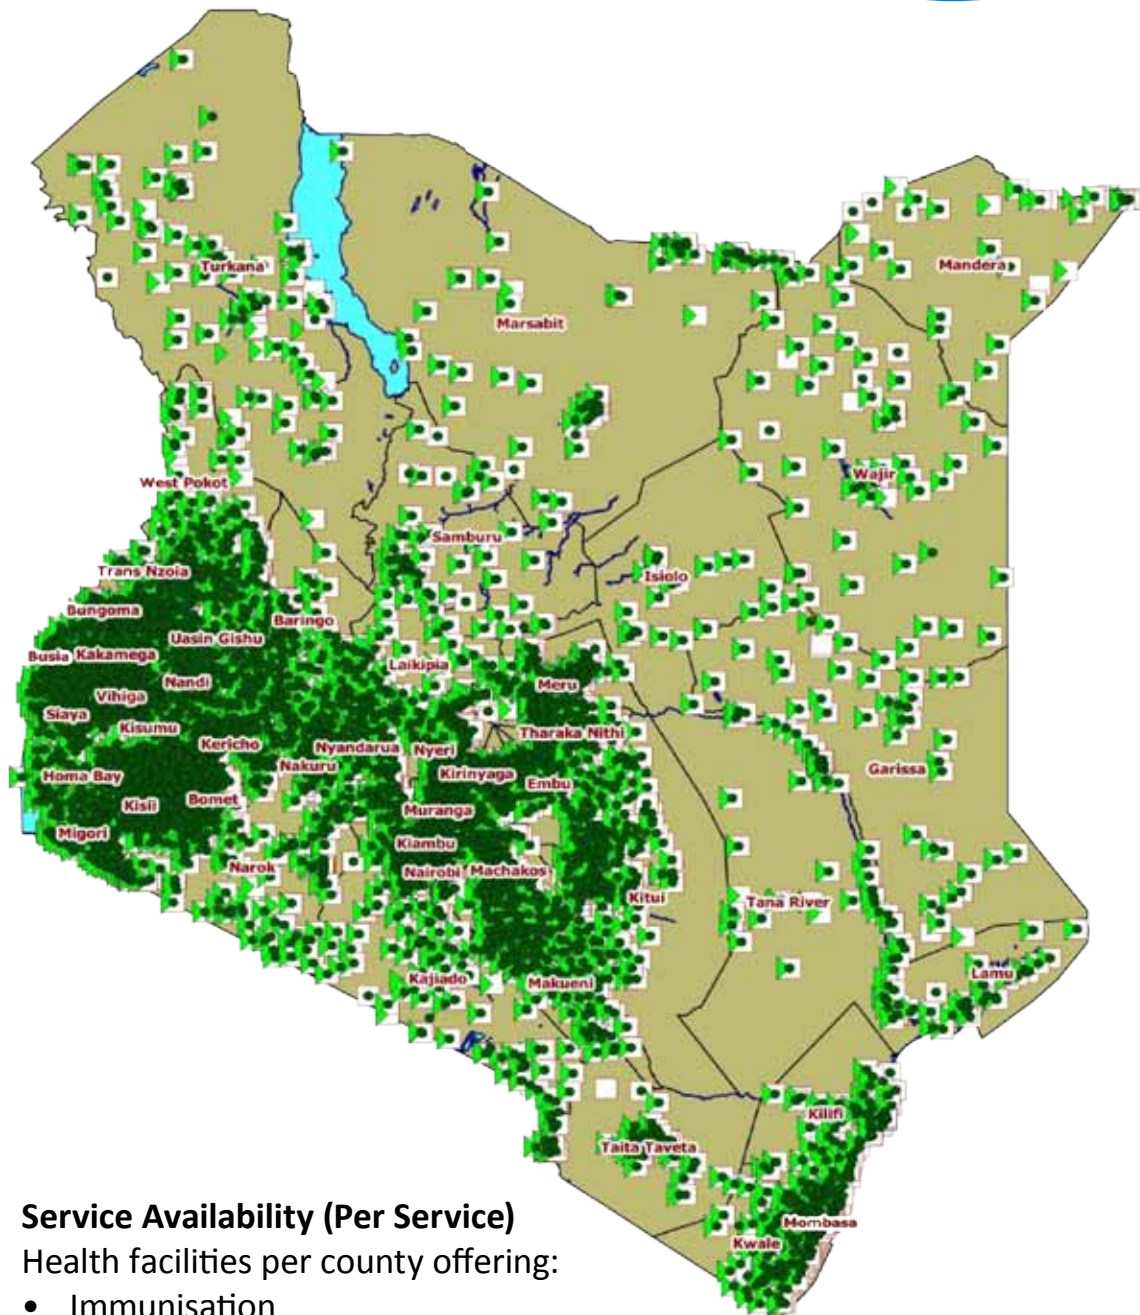 Turkana
Mandera
Marsabit
West Pokot
Wajir
Samburu
Trans Nzoia
Isiolo
Bungoma
Baringo
Uasin Gishu
Busia Kakamega
Laikipia
Nandi
Meru
Vihiga
Siaya
Kisumu
Tharaka Nithi
Kericho
Nyandarua Nyeri
Nakuru
Garissa
Homa Bay
Kirinyaga
Embu
Kisii
Bomet
Muranga
Migori
Kiambu
Narok
Nairobi Machakos
Kitui
Tana River
Kajiado
Makueni
Lamu
Kilifi
Taita Taveta
Mombasa
Kwale
Service Availability (Per Service)
Health facilities per county offering:
• Immunisation